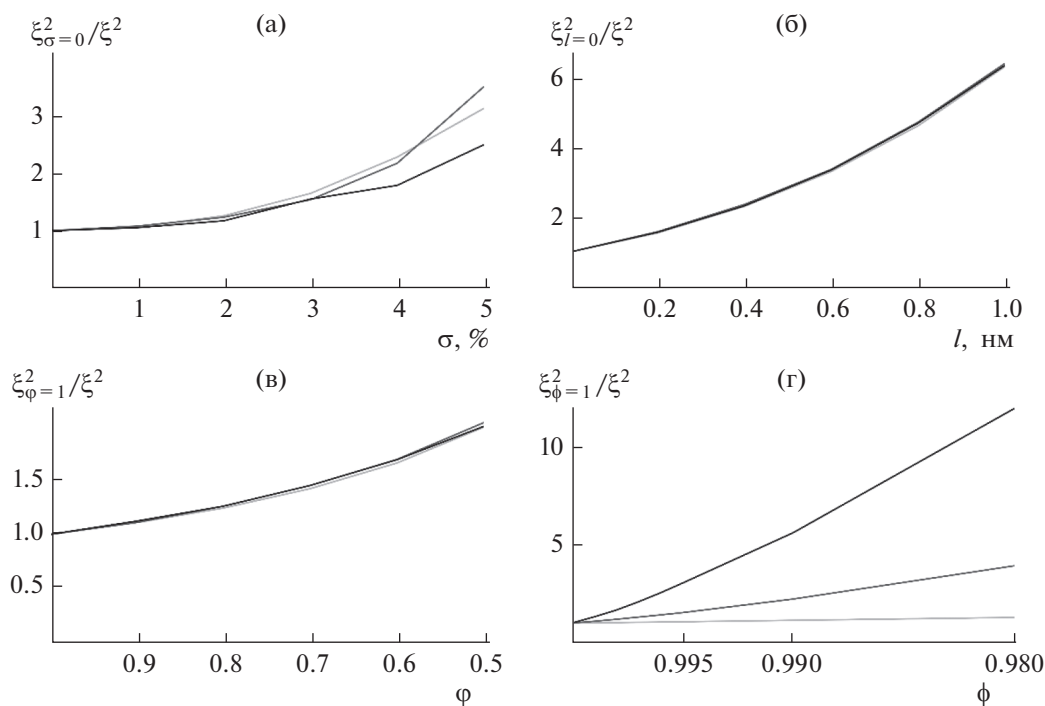 (а)
ξ²σ=0/ξ²
3
2
1
1 2 3 4 5
σ, %
(б)
ξ²l=0/ξ²
6
4
2
0.2 0.4 0.6 0.8 1.0
l, нм
(в)
ξ²φ=1/ξ²
1.5
1.0
0.5
0.9 0.8 0.7 0.6 0.5
φ
(г)
ξ²ϕ=1/ξ²
10
5
0.995 0.990 0.980
ϕ